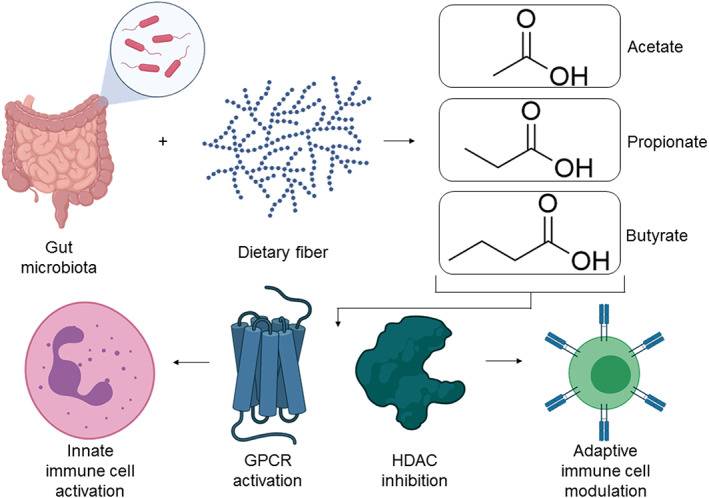 O
OH
Acetate
+
O
OH
Propionate
O
OH
Butyrate
Gut
microbiota
Dietary fiber
Innate
immune cell
activation
GPCR
activation
HDAC
inhibition
Adaptive
immune cell
modulation